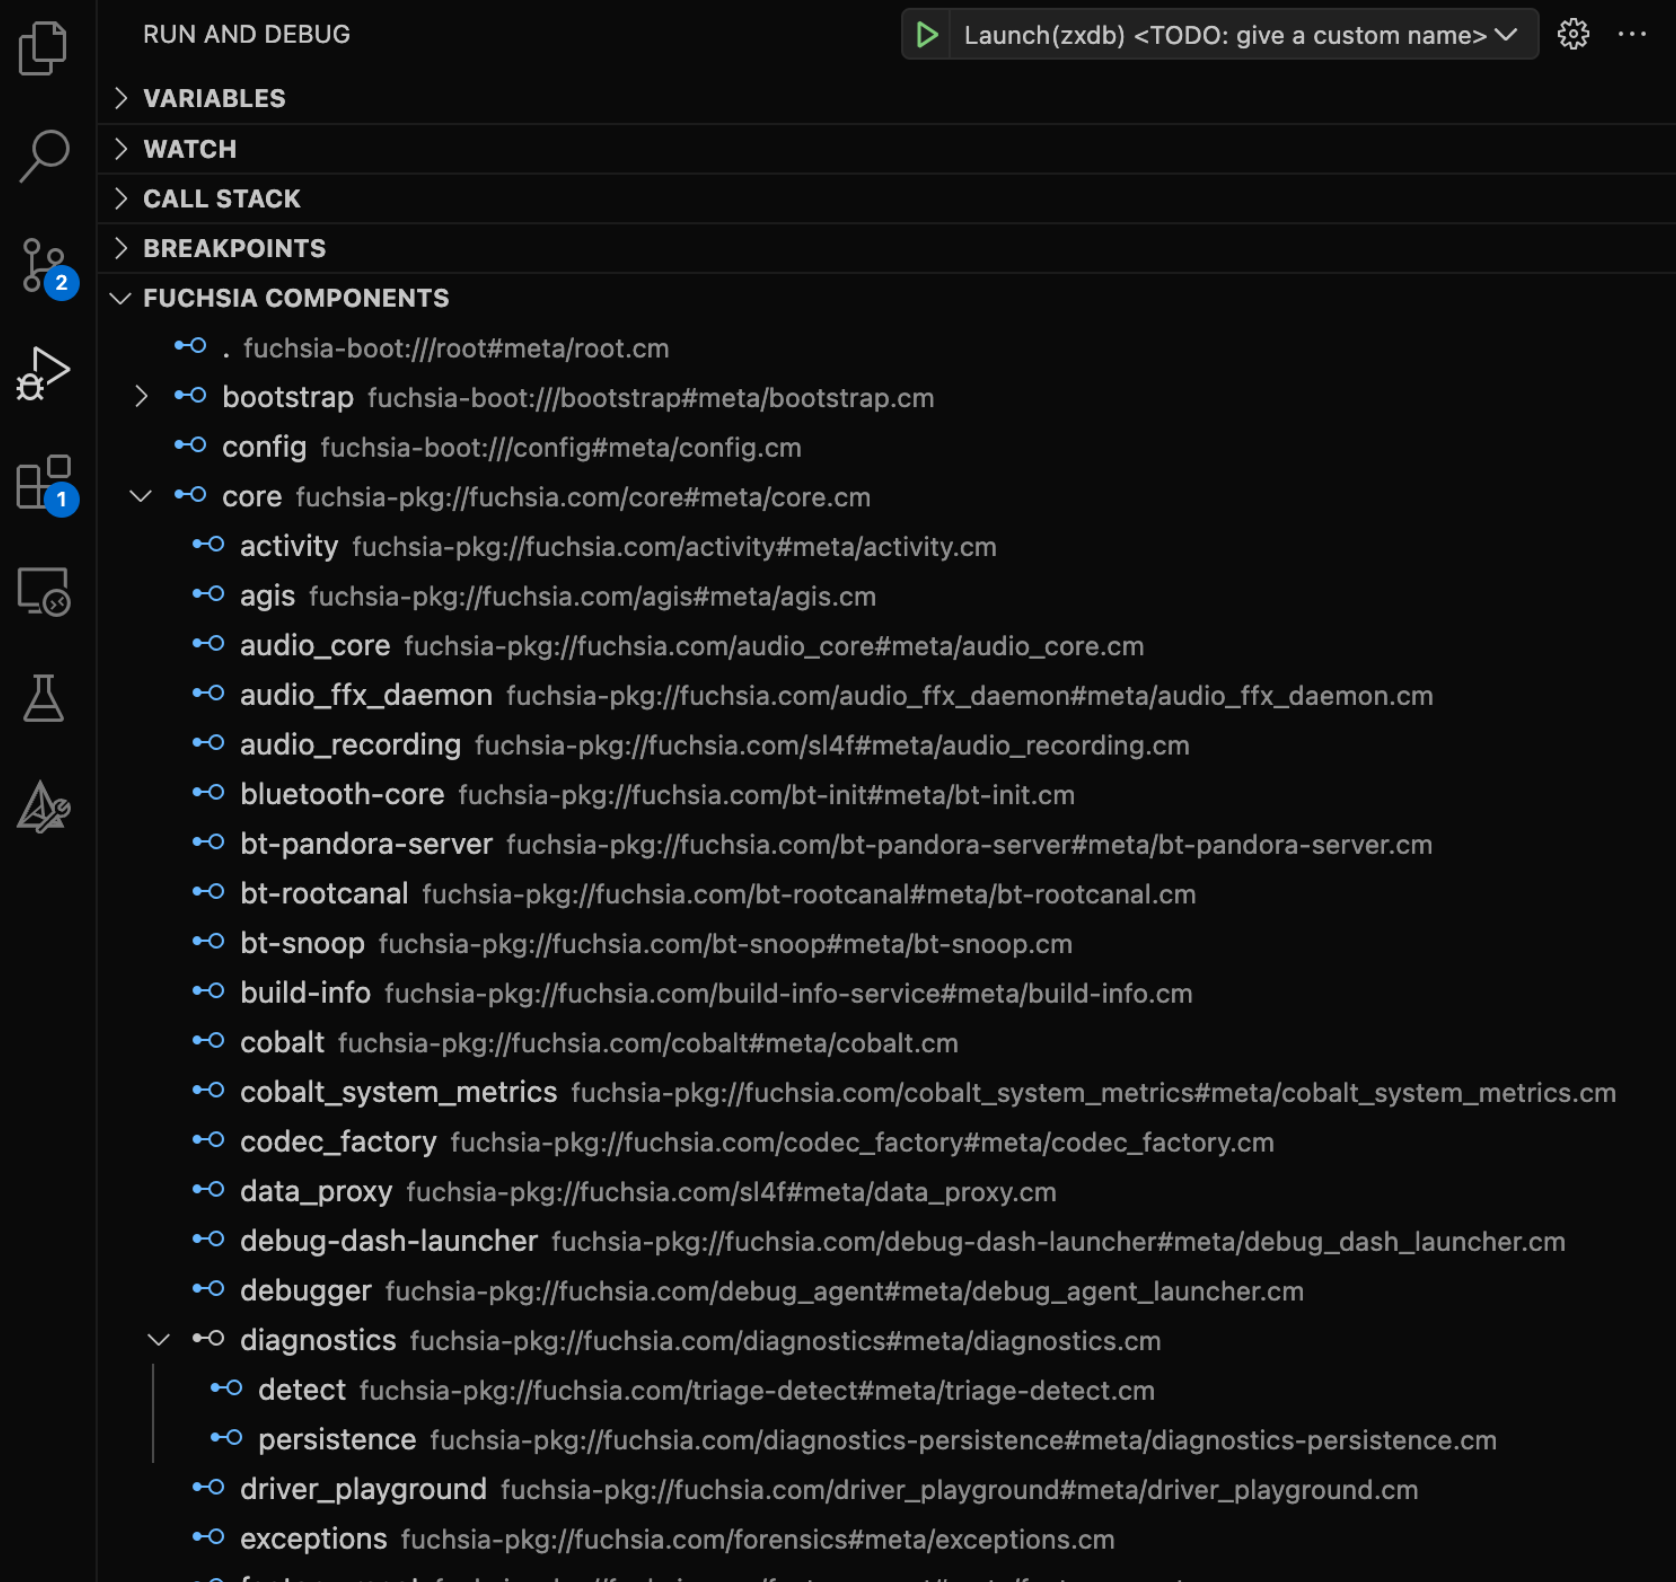 RUN AND DEBUG
Launch(zxdb) <TODO: give a custom name>
VARIABLES
WATCH
CALL STACK
BREAKPOINTS
2
FUCHSIA COMPONENTS
. fuchsia-boot:///root#meta/root.cm
bootstrap fuchsia-boot:///bootstrap#meta/bootstrap.cm
config fuchsia-boot:///config#meta/config.cm
1
core fuchsia-pkg://fuchsia.com/core#meta/core.cm
activity fuchsia-pkg://fuchsia.com/activity#meta/activity.cm
agis fuchsia-pkg://fuchsia.com/agis#meta/agis.cm
audio_core fuchsia-pkg://fuchsia.com/audio_core#meta/audio_core.cm
audio_ffx_daemon fuchsia-pkg://fuchsia.com/audio_ffx_daemon#meta/audio_ffx_daemon.cm
audio_recording fuchsia-pkg://fuchsia.com/sl4f#meta/audio_recording.cm
bluetooth-core fuchsia-pkg://fuchsia.com/bt-init#meta/bt-init.cm
bt-pandora-server fuchsia-pkg://fuchsia.com/bt-pandora-server#meta/bt-pandora-server.cm
bt-rootcanal fuchsia-pkg://fuchsia.com/bt-rootcanal#meta/bt-rootcanal.cm
bt-snoop fuchsia-pkg://fuchsia.com/bt-snoop#meta/bt-snoop.cm
build-info fuchsia-pkg://fuchsia.com/build-info-service#meta/build-info.cm
cobalt fuchsia-pkg://fuchsia.com/cobalt#meta/cobalt.cm
cobalt_system_metrics fuchsia-pkg://fuchsia.com/cobalt_system_metrics#meta/cobalt_system_metrics.cm
codec_factory fuchsia-pkg://fuchsia.com/codec_factory#meta/codec_factory.cm
data_proxy fuchsia-pkg://fuchsia.com/sl4f#meta/data_proxy.cm
debug-dash-launcher fuchsia-pkg://fuchsia.com/debug-dash-launcher#meta/debug_dash_launcher.cm
debugger fuchsia-pkg://fuchsia.com/debug_agent#meta/debug_agent_launcher.cm
diagnostics fuchsia-pkg://fuchsia.com/diagnostics#meta/diagnostics.cm
detect fuchsia-pkg://fuchsia.com/triage-detect#meta/triage-detect.cm
persistence fuchsia-pkg://fuchsia.com/diagnostics-persistence#meta/diagnostics-persistence.cm
driver_playground fuchsia-pkg://fuchsia.com/driver_playground#meta/driver_playground.cm
exceptions fuchsia-pkg://fuchsia.com/forensics#meta/exceptions.cm